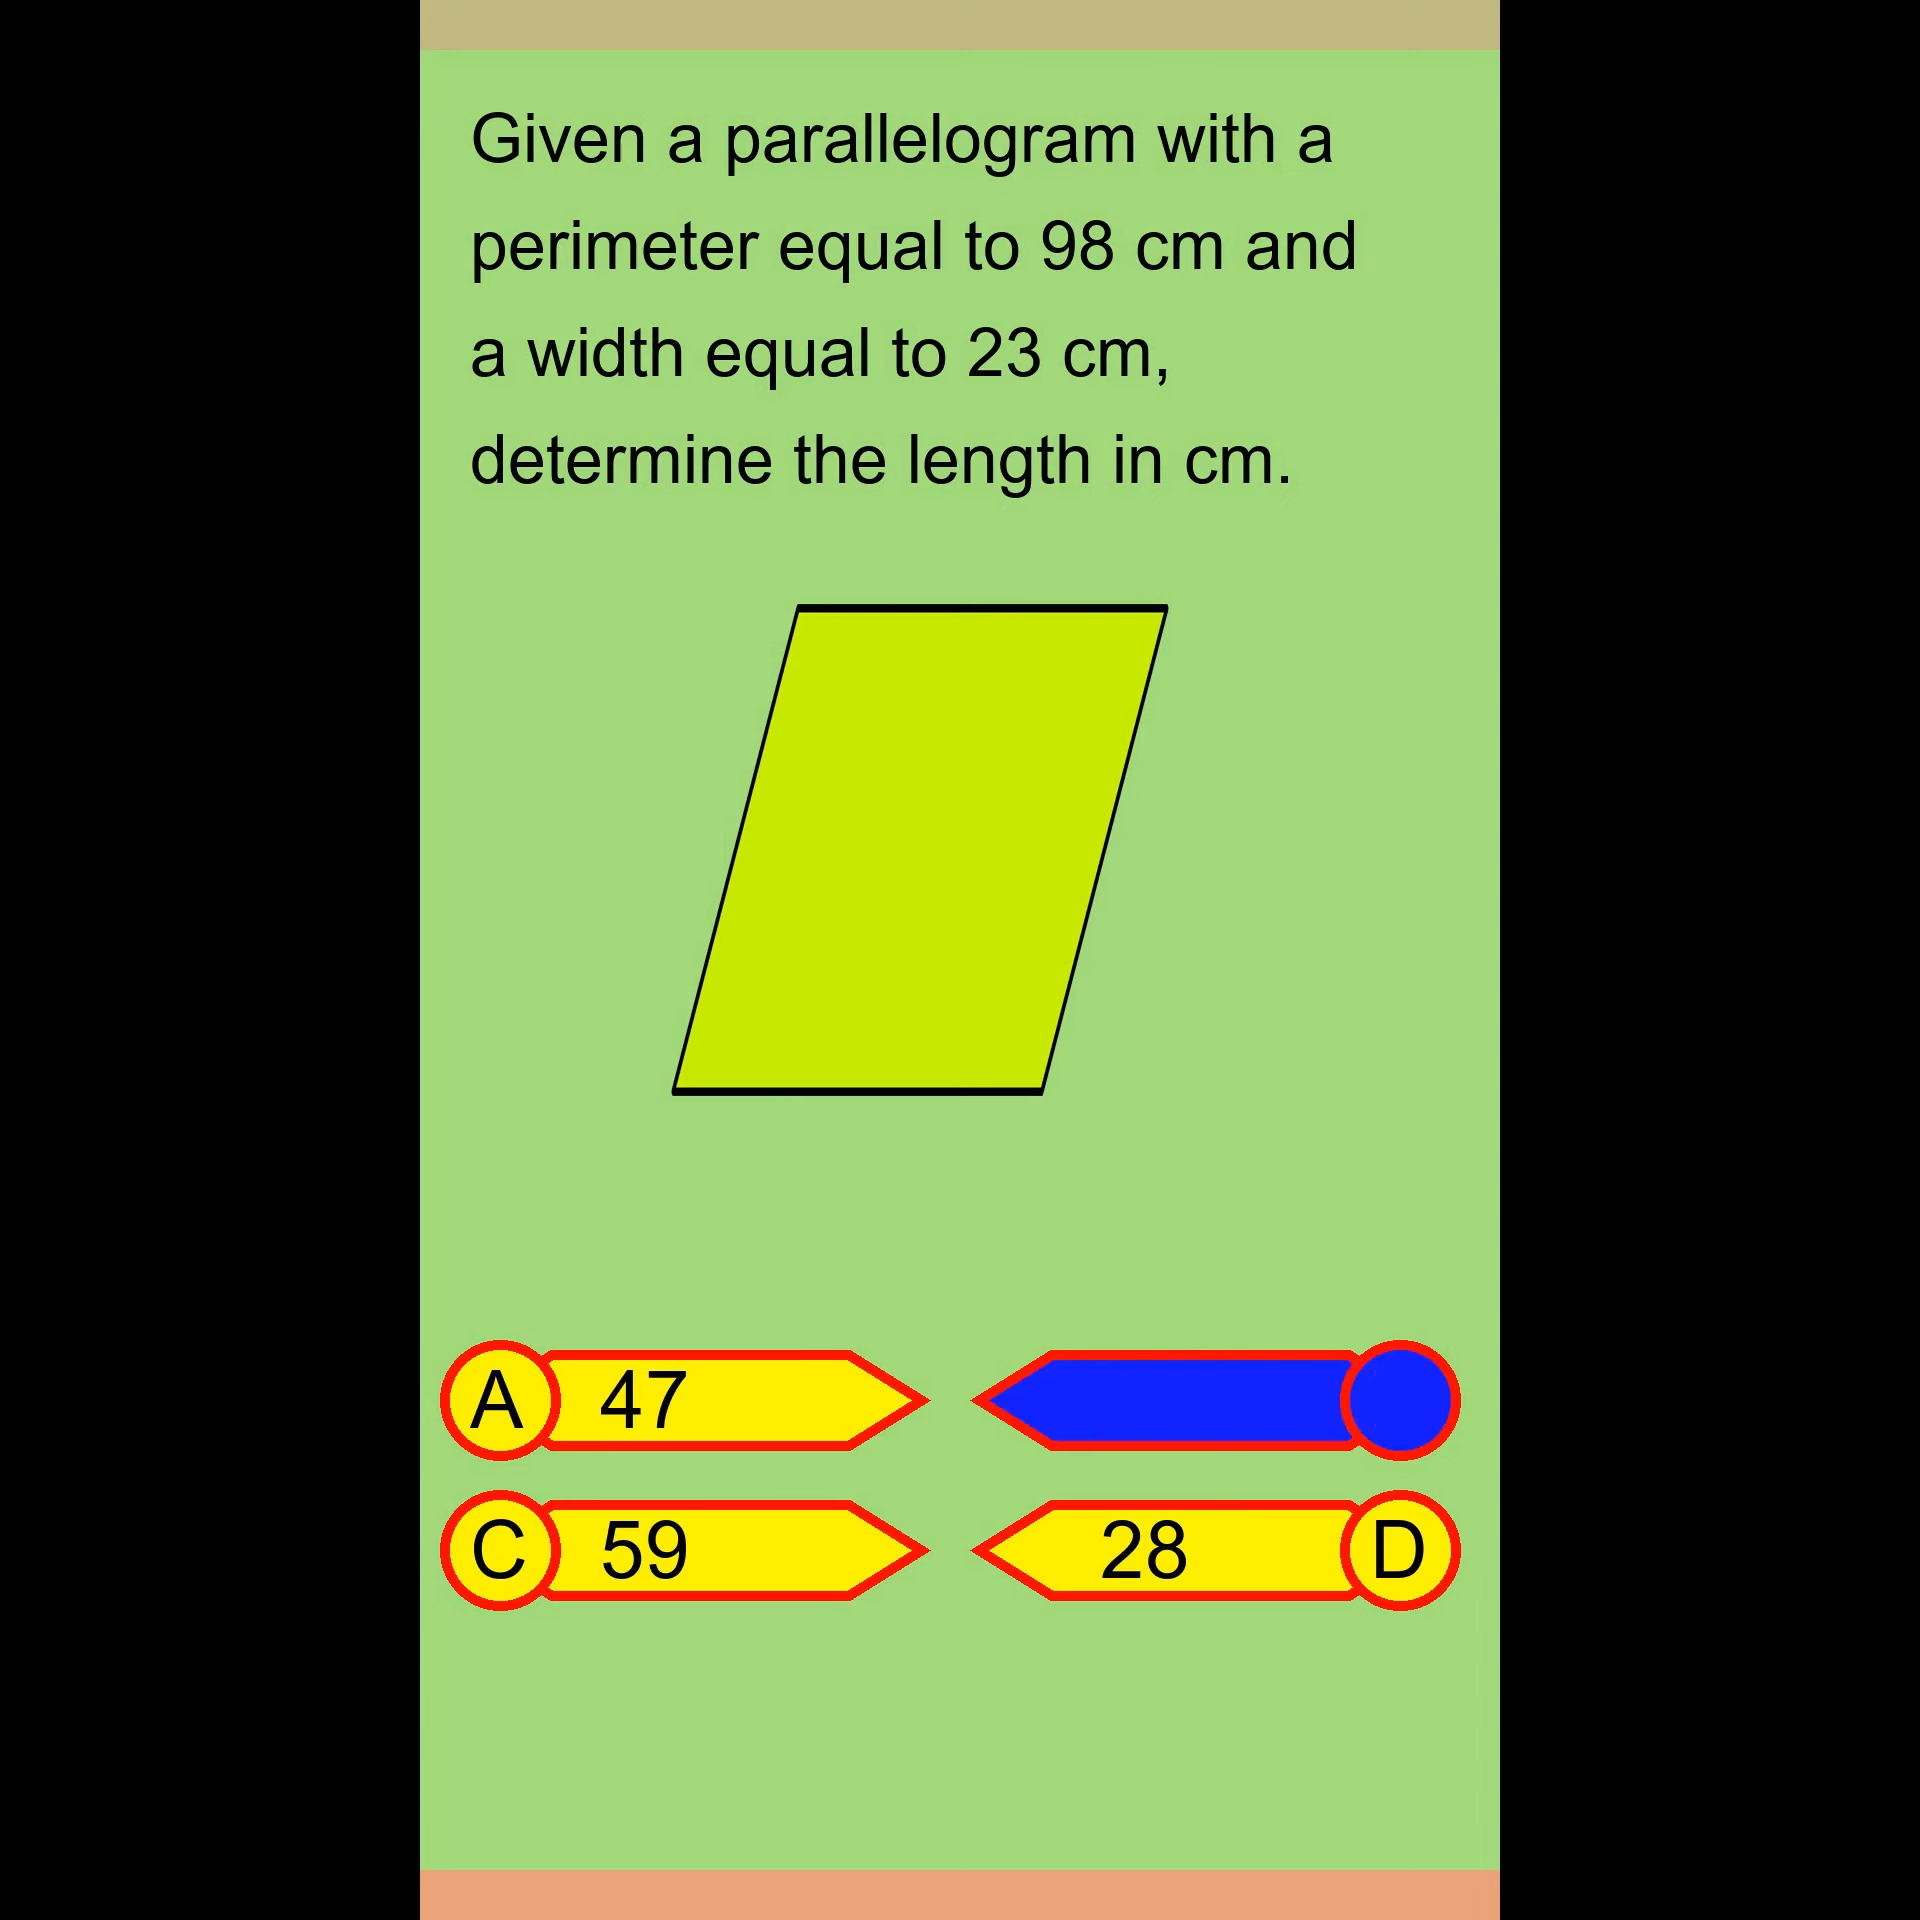 Given a parallelogram with a
perimeter equal to 98 cm and
a width equal to 23 cm,
determine the length in cm.
A 47
C 59
28 D